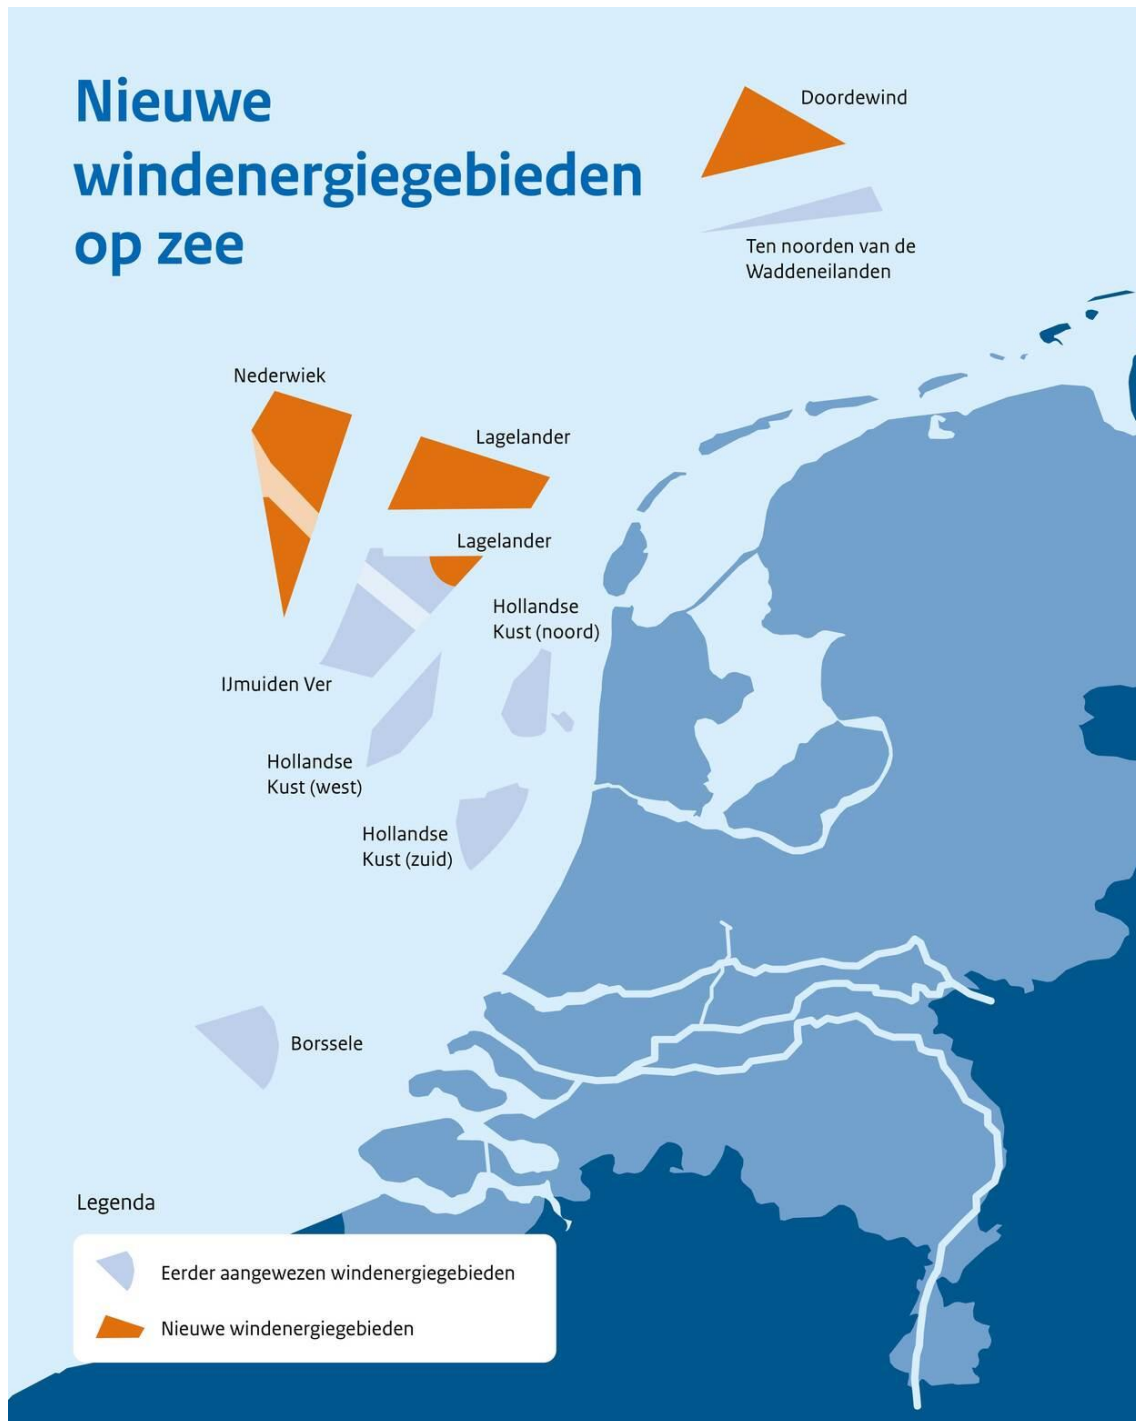 Nieuwe
windenergiegebieden
op zee
Doordewind
Ten noorden van de
Waddeneilanden
Nederwiek
Lagelander
Lagelander
Hollandse
Kust (noord)
IJmuiden Ver
Hollandse
Kust (west)
Hollandse
Kust (zuid)
Borssele
Legenda
Eerder aangewezen windenergiegebieden
Nieuwe windenergiegebieden